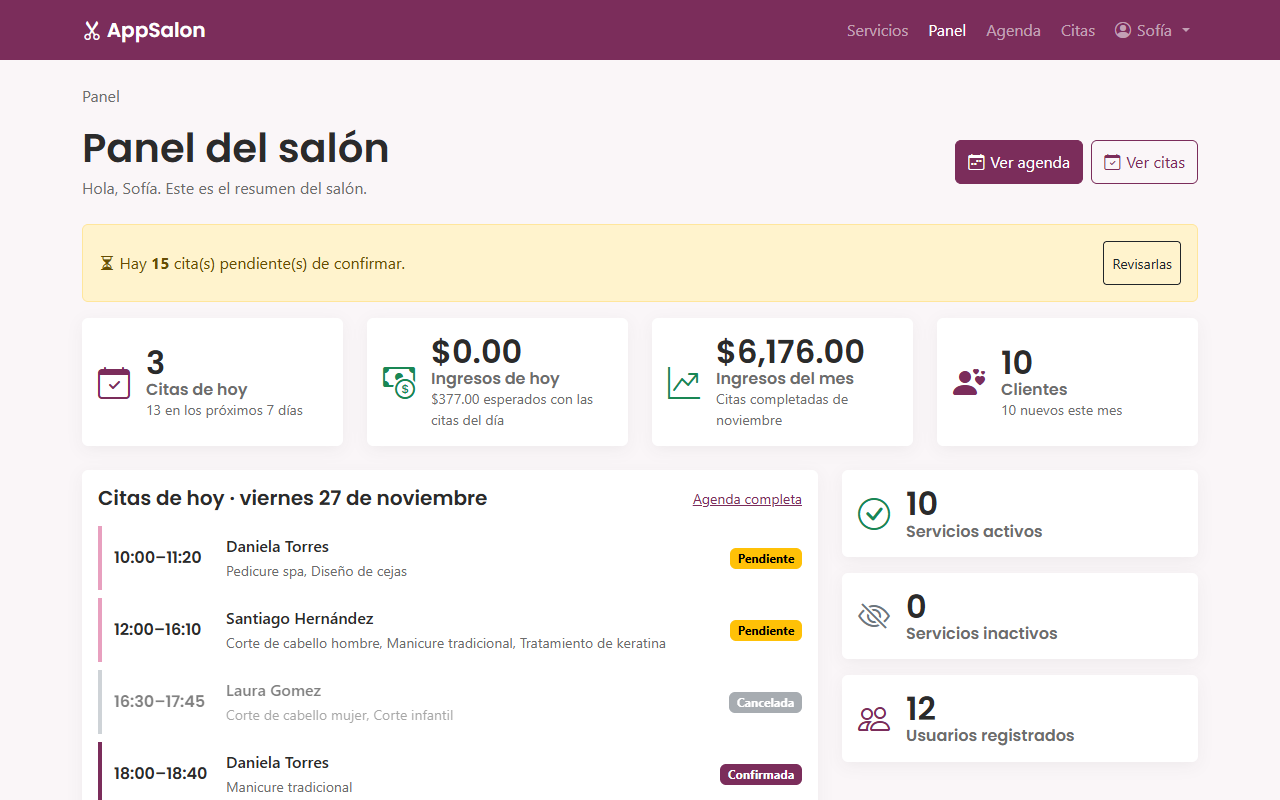 AppSalon
Servicios
Panel
Agenda
Citas
Sofía
Panel
Panel del salón
Hola, Sofía. Este es el resumen del salón.
Ver agenda
Ver citas
Hay 15 cita(s) pendiente(s) de confirmar.
Revisarlas
3
Citas de hoy
13 en los próximos 7 días
$0.00
Ingresos de hoy
$377.00 esperados con las
citas del día
$6,176.00
Ingresos del mes
Citas completadas de
noviembre
10
Clientes
10 nuevos este mes
Citas de hoy · viernes 27 de noviembre
Agenda completa
10:00–11:20
Daniela Torres
Pedicure spa, Diseño de cejas
Pendiente
12:00–16:10
Santiago Hernández
Corte de cabello hombre, Manicure tradicional, Tratamiento de keratina
Pendiente
16:30–17:45
Laura Gomez
Corte de cabello mujer, Corte infantil
Cancelada
18:00–18:40
Daniela Torres
Manicure tradicional
Confirmada
10
Servicios activos
0
Servicios inactivos
12
Usuarios registrados